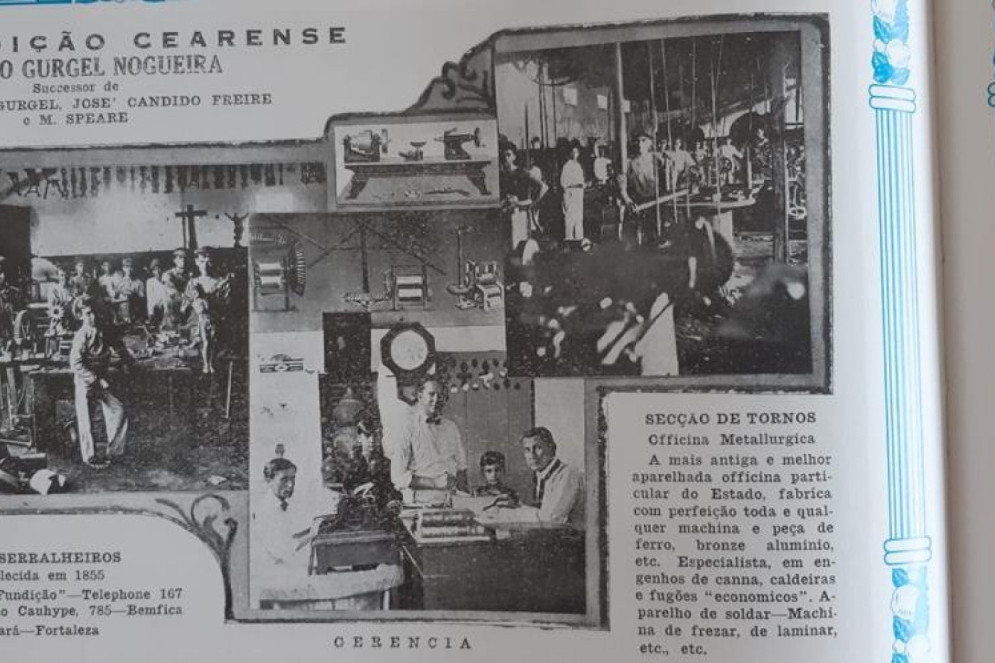 DIÇÃO CEARENSE
O GURGEL NOGUEIRA
Successor de
GURGEL, JOSE' CANDIDO FREIRE
e M. SPEARE
SECÇÃO DE TORNOS
Officina Metallurgica
A mais antiga e melhor
aparelhada officina parti-
cular do Estado, fabríca
com perfeição toda e qual-
quer machina e peça de
ferro, bronze aluminio,
etc. Especialista, em en-
genhos de canna, caldeiras
e fugões "economicos". A-
parelho de soldar—Machi-
na de frezar, de laminar,
etc., etc.
SERRALHEIROS
lecida em 1855
Fundição"—Telephone 167
o Cauhype, 785—Bemfica
ará—Fortaleza
GERENCIA